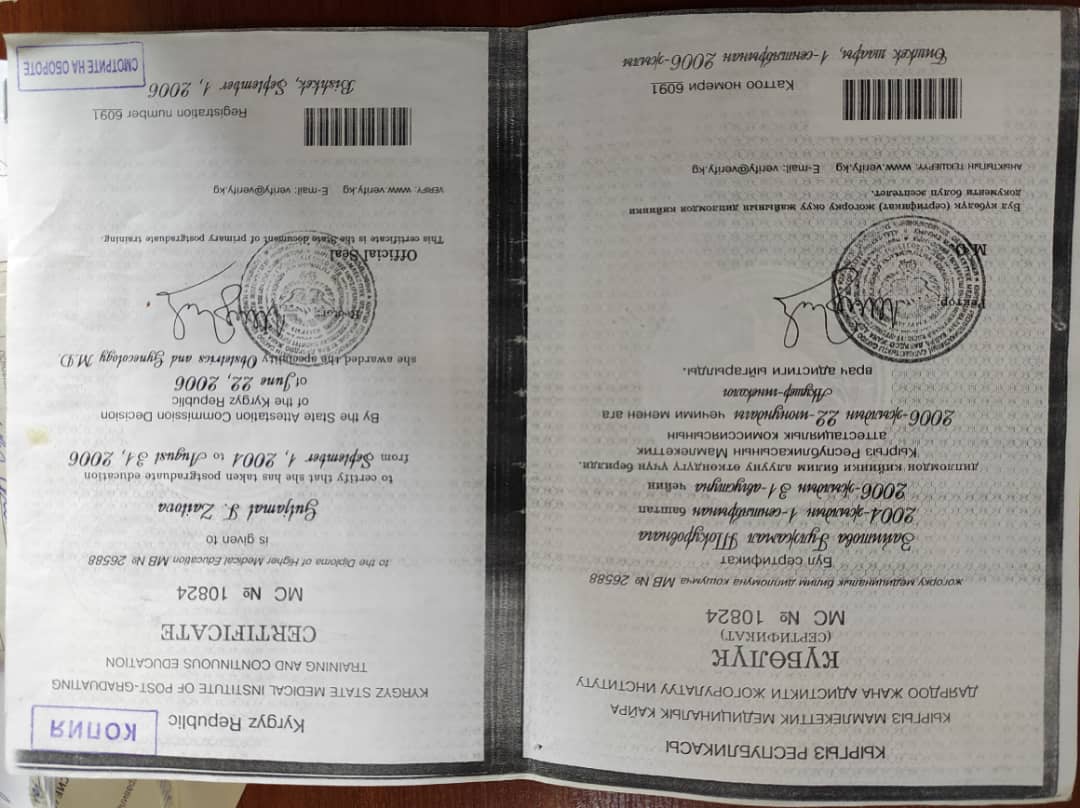 КЫРГЫЗ РЕСПУБЛИКАСЫ
КЫРГЫЗ МАМЛЕКЕТТИК МЕДИЦИНАЛЫК КАЙРА
ДАЯРДОО ЖАНА АДИСТИКТИ ЖОГОРУЛАТУУ ИНСТИТУТУ
КҮБӨЛҮК
(СЕРТИФИКАТ)
МС № 10824
жогорку медициналык билим дипломуна кошумча МВ № 26588
Бул сертификат
Гулжамал Токуровнага
2004-жылдын 1-сентябрынан баштап
2006-жылдын 31-августуна чейин
дипломдон кийинки билим алууну өткөндүгү үчүн берилди.
Кыргыз Республикасынын Мамлекеттик
аттестациялык комиссиясынын
2006-жылдын 22-июнундагы чечими менен ага
Акушер-гинеколог
врач адистиги ыйгарылды.
Ректор:
М.О.
Бул күбөлүк (сертификат) жогорку окуу жайынын дипломдон кийинки
документи болуп эсептелет.
АНЫКТЫГЫН ТЕКШЕРҮҮ: www.verify.kg E-mail: verify@verify.kg
Каттоо номери 6091
Бишкек шаары, 1-сентябрынан 2006-жылы
КОПИЯ
Kyrgyz Republic
KYRGYZ STATE MEDICAL INSTITUTE OF POST-GRADUATING
TRAINING AND CONTINUOUS EDUCATION
CERTIFICATE
МС № 10824
to the Diploma of Higher Medical Education МВ № 26588
is given to
Guljamal T. Zaitova
to certify that she has taken postgraduate education
from September 1, 2004 to August 31, 2006
By the State Attestation Commission Decision
of the Kyrgyz Republic
of June 22, 2006
she awarded the speciality Obstetrics and Gynecology M.D
Rector:
Official Seal
This certificate is the State document of primary postgraduate training.
VERIFY: www.verify.kg E-mail: verify@verify.kg
Registration number 6091
Bishkek, September 1, 2006
СМОТРИТЕ НА ОБОРОТЕ